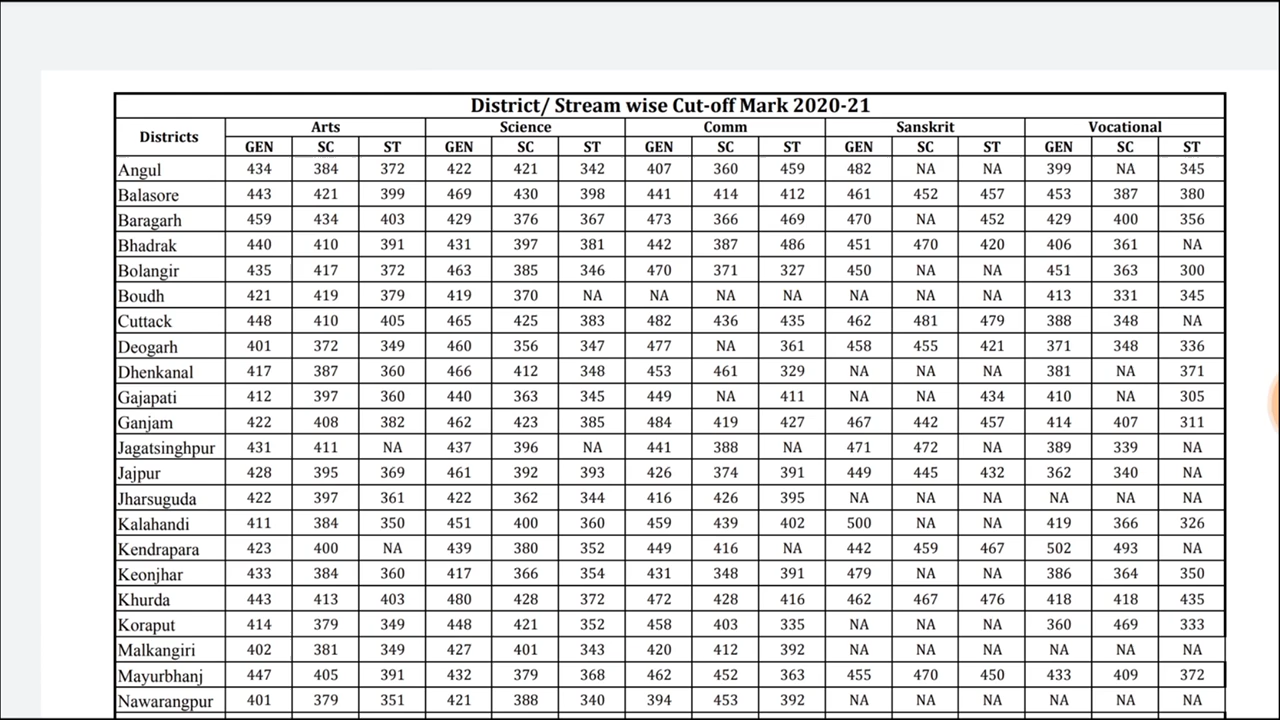 District/ Stream wise Cut-off Mark 2020-21
Districts Arts Science Comm Sanskrit Vocational
GEN SC ST GEN SC ST GEN SC ST GEN SC ST GEN SC ST
Angul 434 384 372 422 421 342 407 360 459 482 NA NA 399 NA 345
Balasore 443 421 399 469 430 398 441 414 412 461 452 457 453 387 380
Baragarh 459 434 403 429 376 367 473 366 469 470 NA 452 429 400 356
Bhadrak 440 410 391 431 397 381 442 387 486 451 470 420 406 361 NA
Bolangir 435 417 372 463 385 346 470 371 327 450 NA NA 451 363 300
Boudh 421 419 379 419 370 NA NA NA NA NA NA NA 413 331 345
Cuttack 448 410 405 465 425 383 482 436 435 462 481 479 388 348 NA
Deogarh 401 372 349 460 356 347 477 NA 361 458 455 421 371 348 336
Dhenkanal 417 387 360 466 412 348 453 461 329 NA NA NA 381 NA 371
Gajapati 412 397 360 440 363 345 449 NA 411 NA NA 434 410 NA 305
Ganjam 422 408 382 462 423 385 484 419 427 467 442 457 414 407 311
Jagatsinghpur 431 411 NA 437 396 NA 441 388 NA 471 472 NA 389 339 NA
Jajpur 428 395 369 461 392 393 426 374 391 449 445 432 362 340 NA
Jharsuguda 422 397 361 422 362 344 416 426 395 NA NA NA NA NA NA
Kalahandi 411 384 350 451 400 360 459 439 402 500 NA NA 419 366 326
Kendrapara 423 400 NA 439 380 352 449 416 NA 442 459 467 502 493 NA
Keonjhar 433 384 360 417 366 354 431 348 391 479 NA NA 386 364 350
Khurda 443 413 403 480 428 372 472 428 416 462 467 476 418 418 435
Koraput 414 379 349 448 421 352 458 403 335 NA NA NA 360 469 333
Malkangiri 402 381 349 427 401 343 420 412 392 NA NA NA NA NA NA
Mayurbhanj 447 405 391 432 379 368 462 452 363 455 470 450 433 409 372
Nawarangpur 401 379 351 421 388 340 394 453 392 NA NA NA NA NA NA